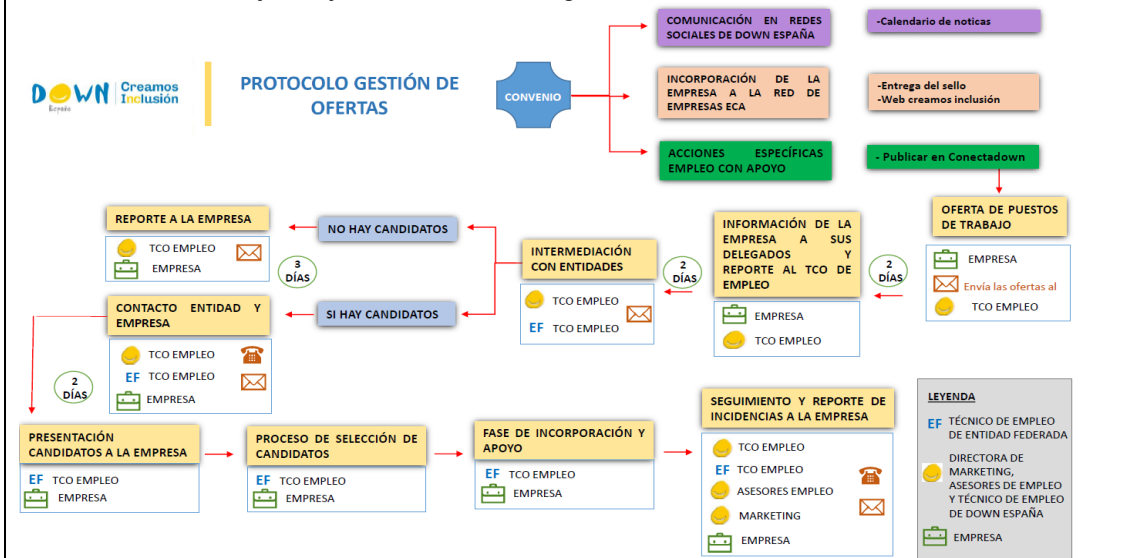 DOWN España Creamos
Inclusión
PROTOCOLO GESTIÓN DE
OFERTAS
CONVENIO
COMUNICACIÓN EN REDES
SOCIALES DE DOWN ESPAÑA
-Calendario de noticas
INCORPORACIÓN DE LA
EMPRESA A LA RED DE
EMPRESAS ECA
-Entrega del sello
-Web creamos inclusión
ACCIONES ESPECÍFICAS
EMPLEO CON APOYO
- Publicar en Conectadown
OFERTA DE PUESTOS
DE TRABAJO
EMPRESA
Envía las ofertas al
TCO EMPLEO
2
DÍAS
INFORMACIÓN DE LA
EMPRESA A SUS
DELEGADOS Y
REPORTE AL TCO DE
EMPLEO
EMPRESA
TCO EMPLEO
2
DÍAS
INTERMEDIACIÓN
CON ENTIDADES
TCO EMPLEO
EF TCO EMPLEO
NO HAY CANDIDATOS
SI HAY CANDIDATOS
3
DÍAS
REPORTE A LA EMPRESA
TCO EMPLEO
EMPRESA
CONTACTO ENTIDAD Y
EMPRESA
TCO EMPLEO
EF TCO EMPLEO
EMPRESA
2
DÍAS
PRESENTACIÓN
CANDIDATOS A LA EMPRESA
EF TCO EMPLEO
EMPRESA
PROCESO DE SELECCIÓN DE
CANDIDATOS
EF TCO EMPLEO
EMPRESA
FASE DE INCORPORACIÓN Y
APOYO
EF TCO EMPLEO
EMPRESA
SEGUIMIENTO Y REPORTE DE
INCIDENCIAS A LA EMPRESA
TCO EMPLEO
EF TCO EMPLEO
ASESORES EMPLEO
MARKETING
EMPRESA
LEYENDA
EF TÉCNICO DE EMPLEO
DE ENTIDAD FEDERADA
DIRECTORA DE
MARKETING,
ASESORES DE EMPLEO
Y TÉCNICO DE EMPLEO
DE DOWN ESPAÑA
EMPRESA